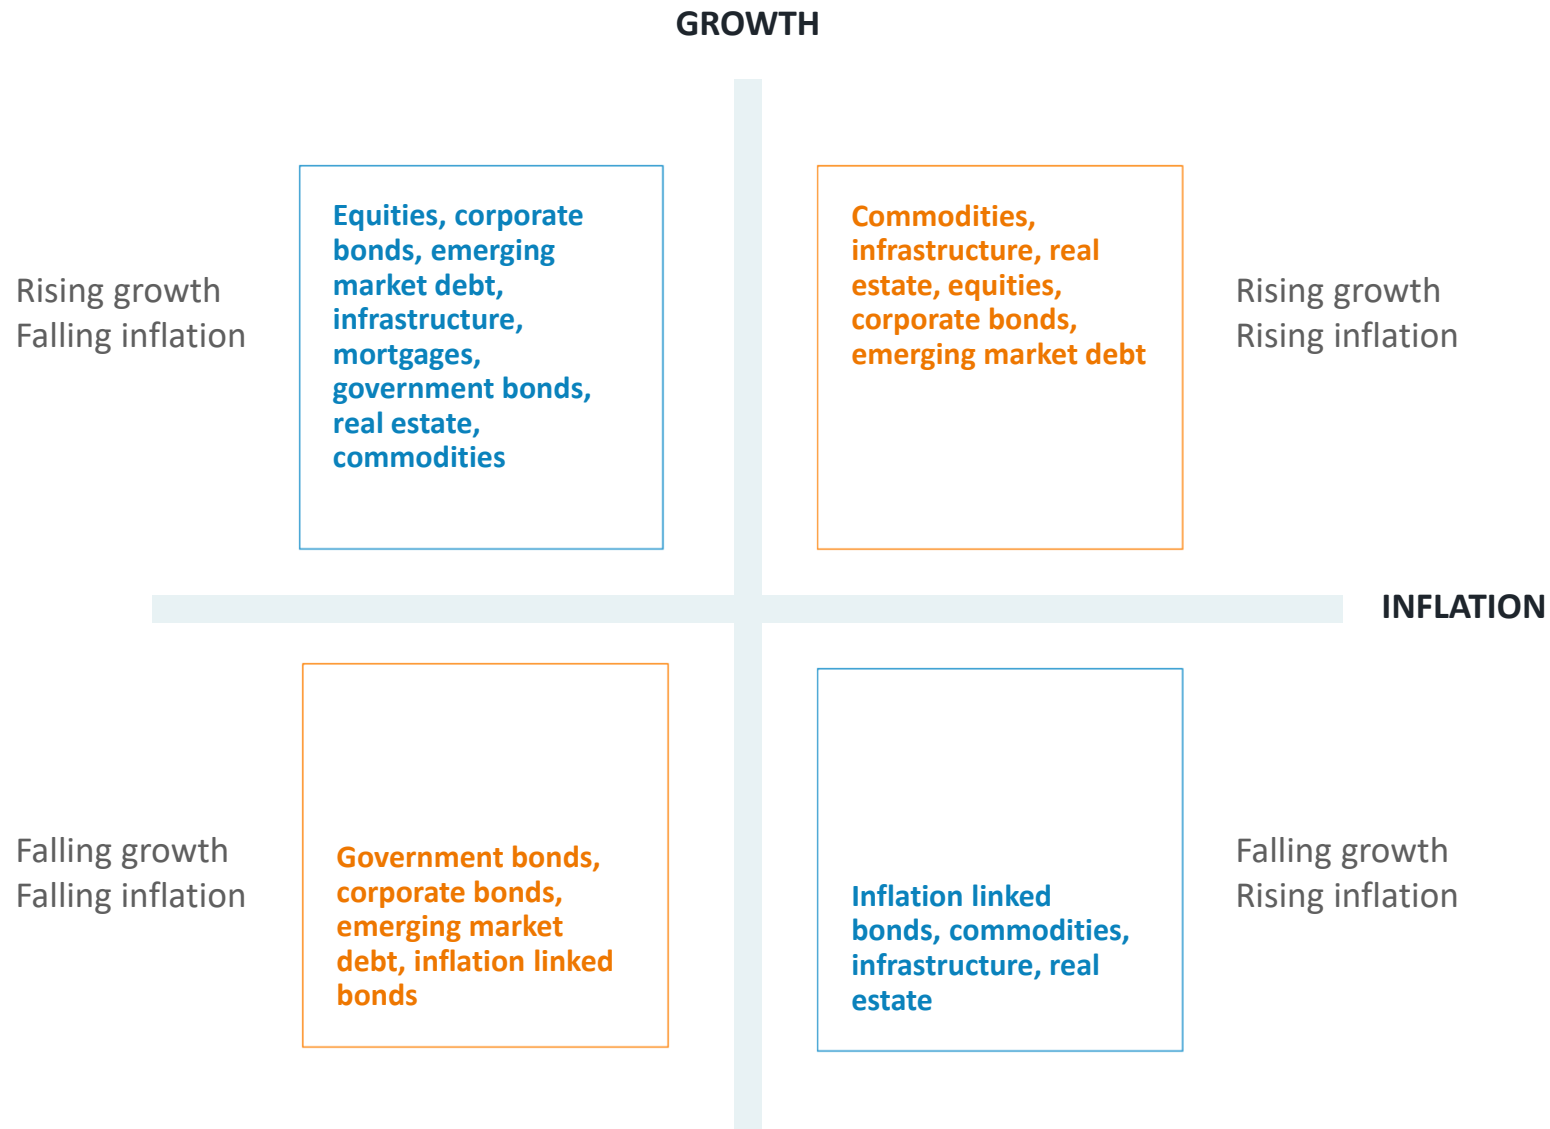 GROWTH
Rising growth
Falling inflation
Equities, corporate
bonds, emerging
market debt,
infrastructure,
mortgages,
government bonds,
real estate,
commodities
Commodities,
infrastructure, real
estate, equities,
corporate bonds,
emerging market debt
Rising growth
Rising inflation
INFLATION
Falling growth
Falling inflation
Government bonds,
corporate bonds,
emerging market
debt, inflation linked
bonds
Inflation linked
bonds, commodities,
infrastructure, real
estate
Falling growth
Rising inflation